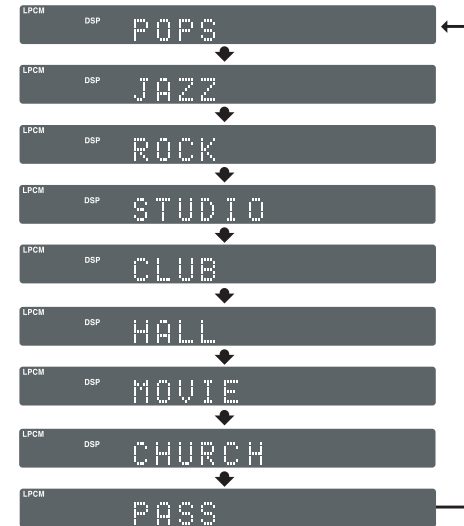 LPCM
DSP
POPS
LPCM
DSP
JAZZ
LPCM
DSP
ROCK
LPCM
DSP
STUDIO
LPCM
DSP
CLUB
LPCM
DSP
HALL
LPCM
DSP
MOVIE
LPCM
DSP
CHURCH
LPCM
PASS